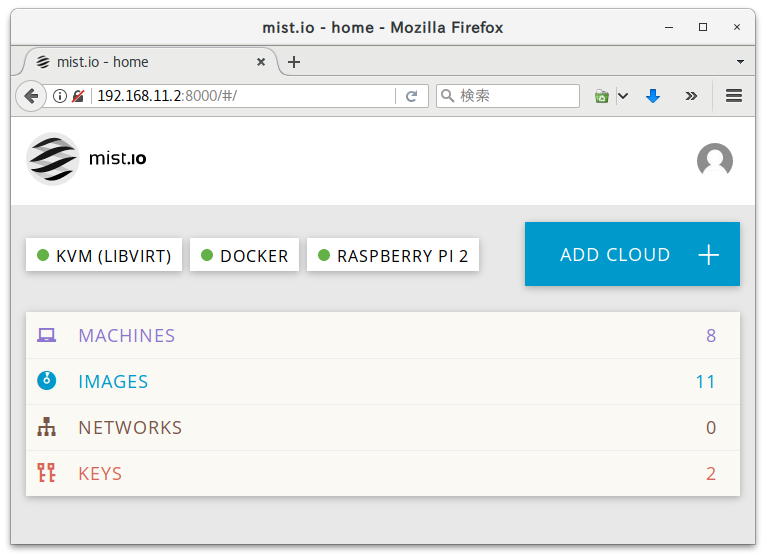 mist.io - home - Mozilla Firefox
mist.io - home
192.168.11.2:8000/#/
検索
mist.io
KVM (LIBVIRT) DOCKER RASPBERRY PI 2 ADD CLOUD
MACHINES 8
IMAGES 11
NETWORKS 0
KEYS 2